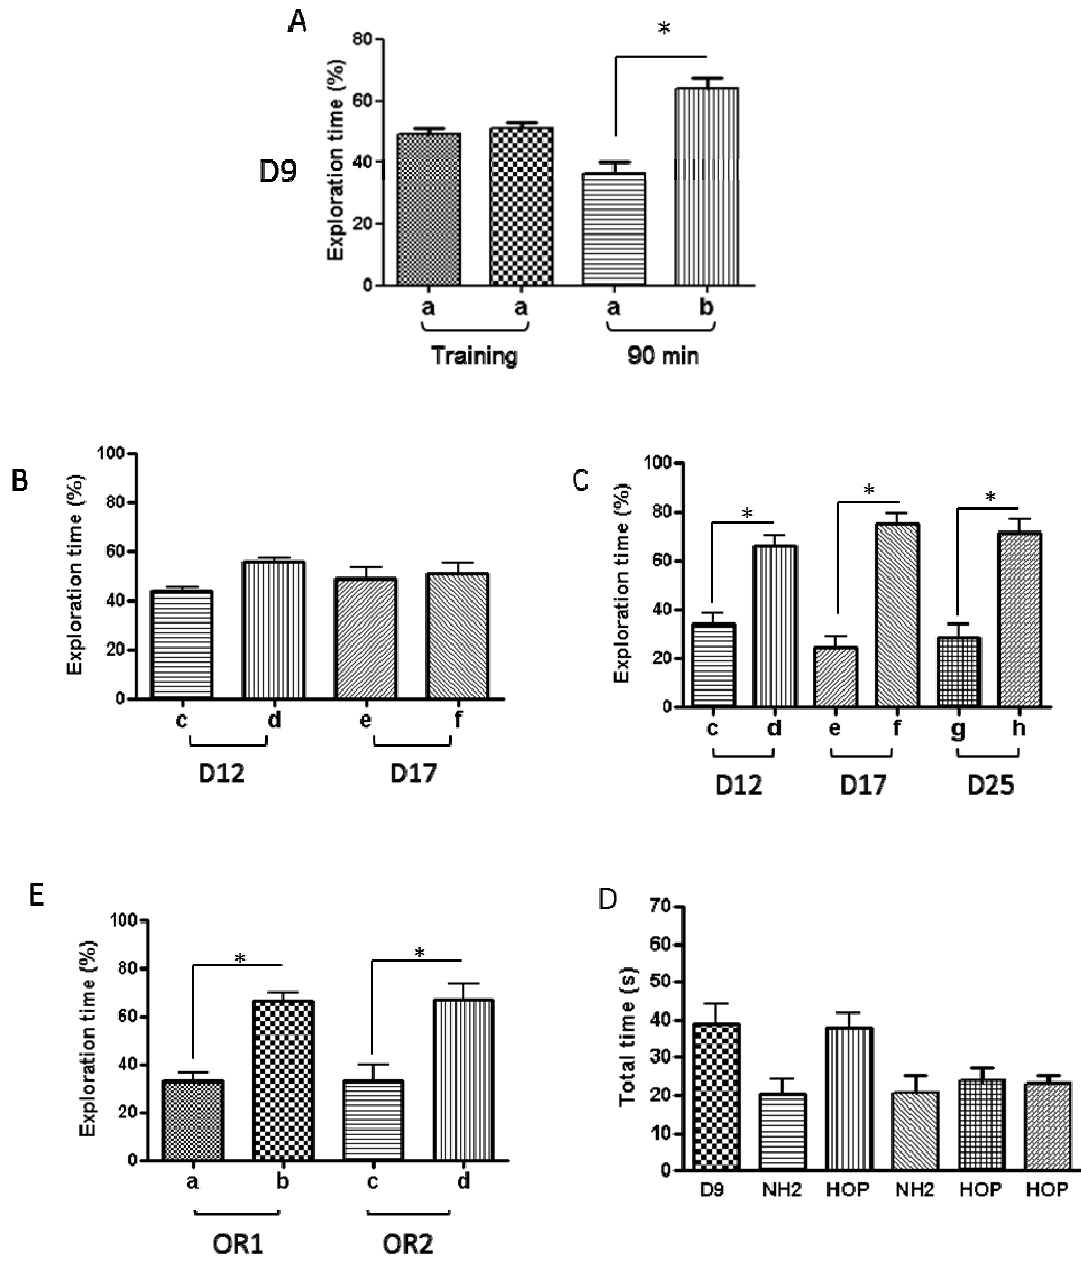 A
*
D9
Exploration time (%)
80
60
40
20
0
a a a b
Training 90 min
B
Exploration time (%)
100
80
60
40
20
0
c d e f
D12 D17
C
Exploration time (%)
100
80
60
40
20
0
* * *
c d e f g h
D12 D17 D25
E
Exploration time (%)
100
80
60
40
20
0
* *
a b c d
OR1 OR2
D
Total time (s)
70
60
50
40
30
20
10
0
D9 NH2 HOP NH2 HOP HOP